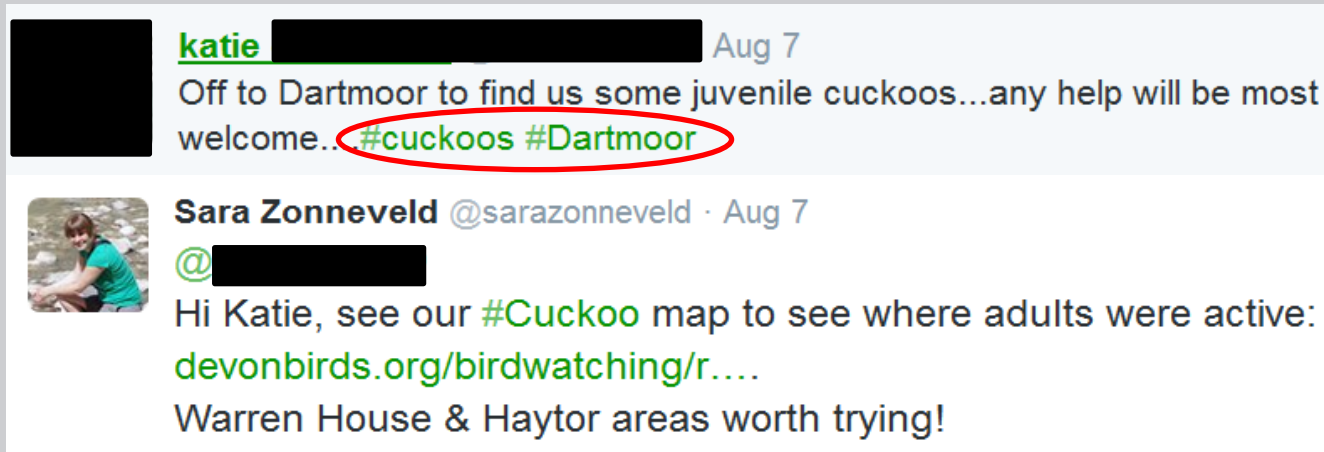 katie Aug 7
Off to Dartmoor to find us some juvenile cuckoos...any help will be most
welcome....#cuckoos #Dartmoor
Sara Zonneveld @sarazonneveld · Aug 7
@
Hi Katie, see our #Cuckoo map to see where adults were active:
devonbirds.org/birdwatching/r….
Warren House & Haytor areas worth trying!